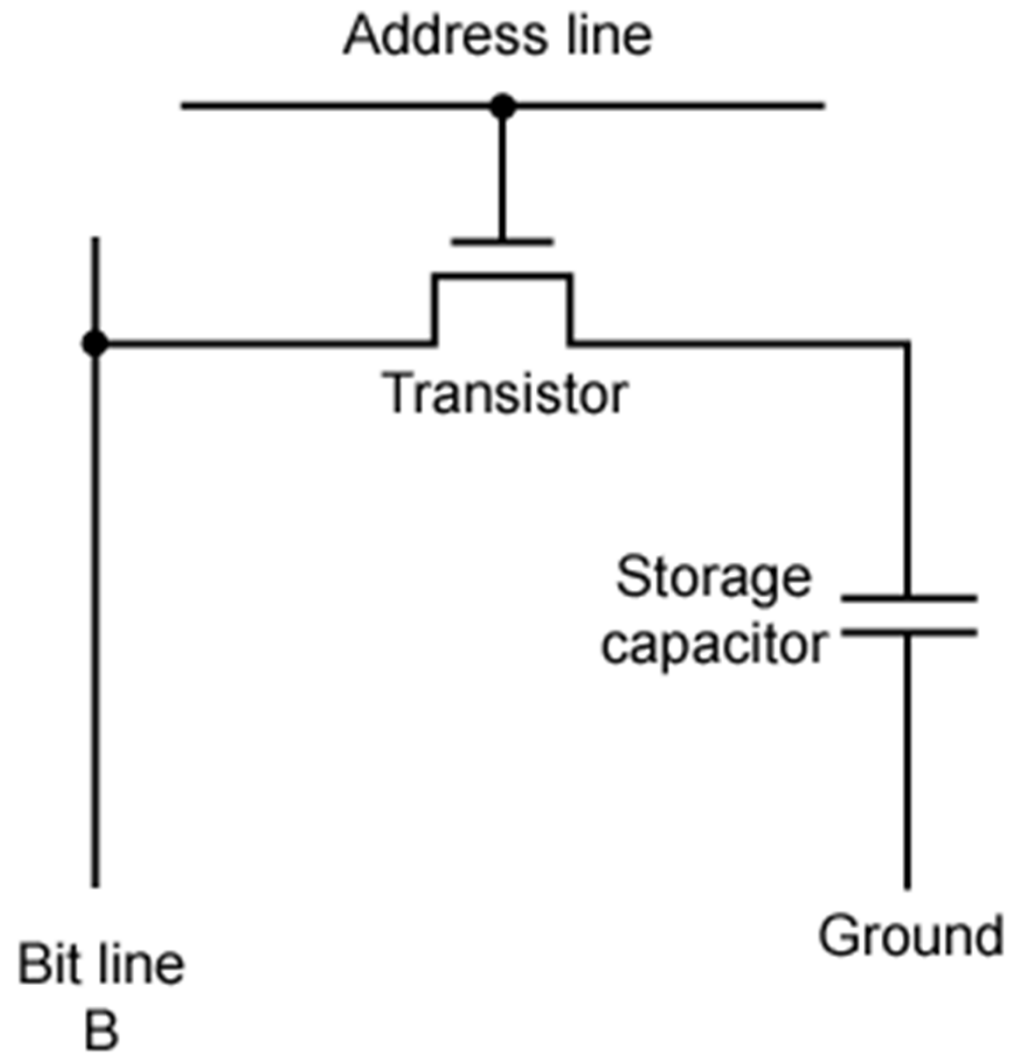 Address line
Transistor
Storage
capacitor
Ground
Bit line
B